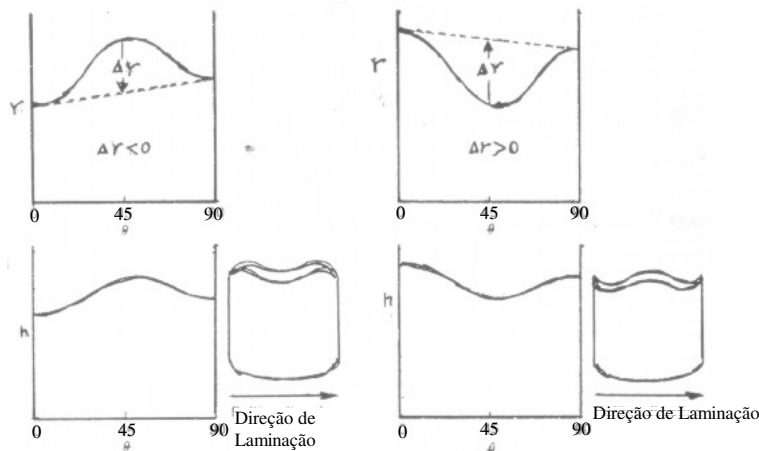 r
Δr
Δr<0
0 45 90
θ
r
Δr
Δr>0
0 45 90
θ
h
0 45 90
θ
Direção de
Laminação
h
0 45 90
θ
Direção de Laminação